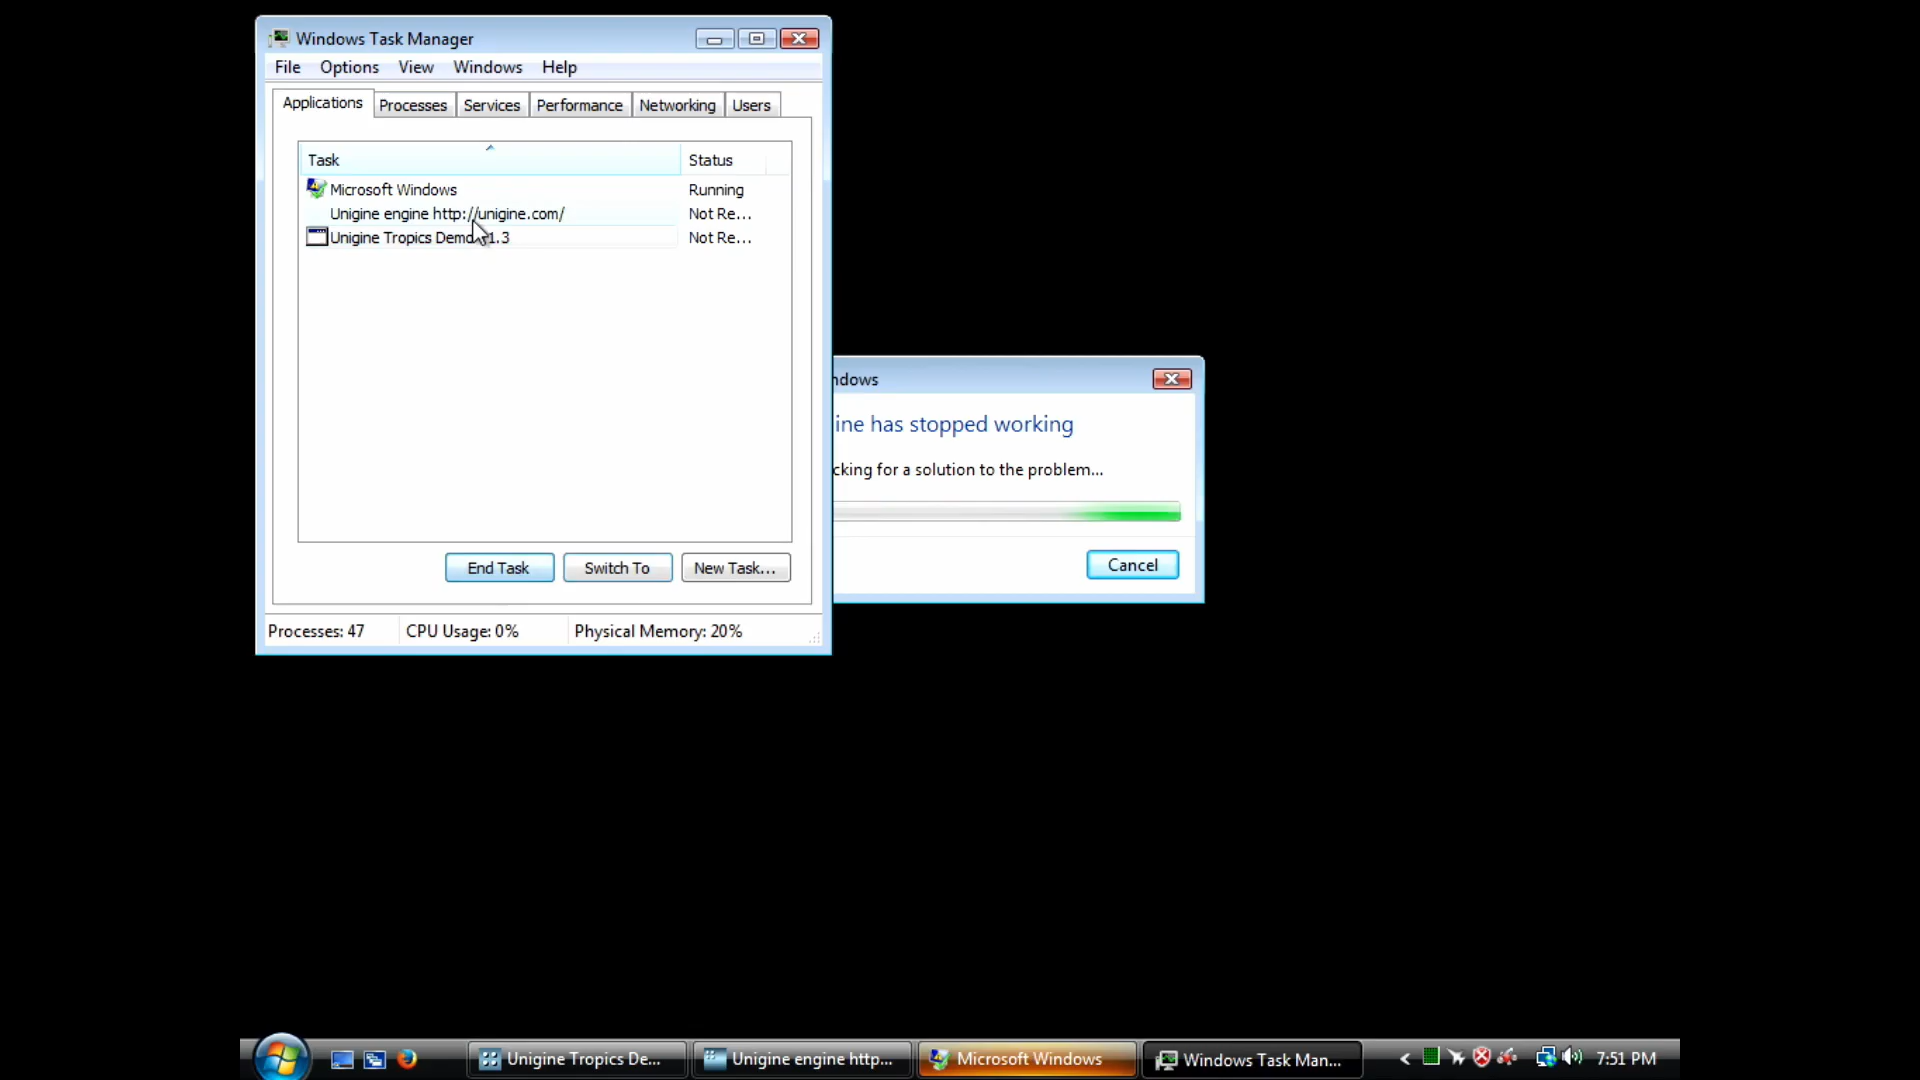 Windows Task Manager
File Options View Windows Help
Applications Processes Services Performance Networking Users
Task Status
Microsoft Windows Running
Unigine engine http://unigine.com/ Not Re...
Unigine Tropics Demo 1.3 Not Re...
End Task Switch To New Task...
Processes: 47 CPU Usage: 0% Physical Memory: 20%
ndows
ine has stopped working
cking for a solution to the problem...
Cancel
Unigine Tropics De... Unigine engine http... Microsoft Windows Windows Task Man... < 7:51 PM